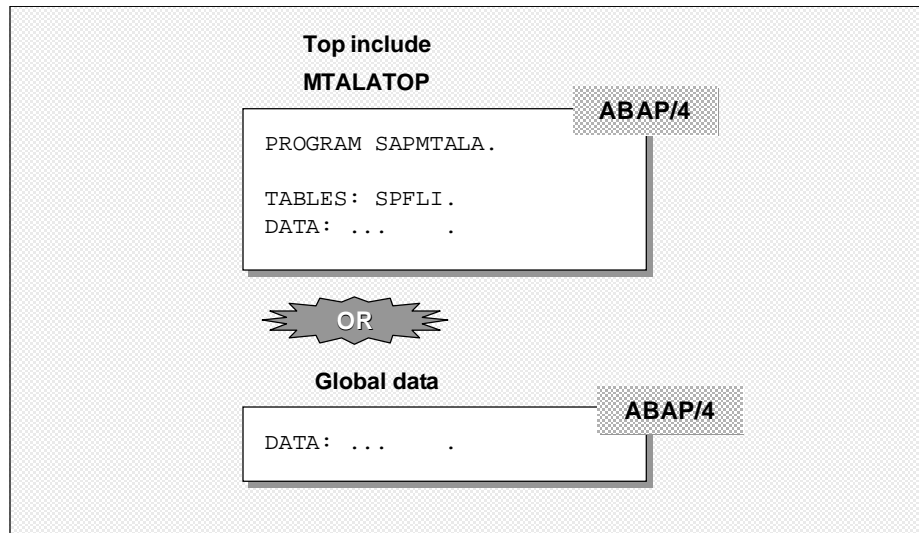 Top include
MTALATOP
ABAP/4
PROGRAM SAPMTALA.
TABLES: SPFLI.
DATA: ... .
OR
Global data
ABAP/4
DATA: ... .